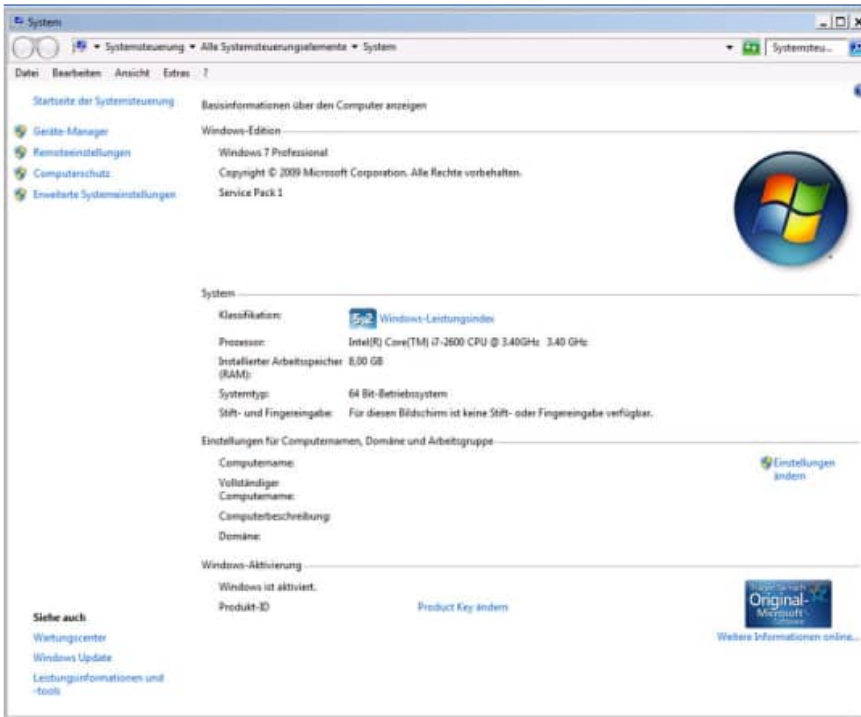 System
Systemsteuerung Alle Systemsteuerungselemente System
Systemsteu...
Datei Bearbeiten Ansicht Extras ?
Startseite der Systemsteuerung
Geräte-Manager
Remoteeinstellungen
Computerschutz
Erweiterte Systemeinstellungen
Basisinformationen über den Computer anzeigen
Windows-Edition
Windows 7 Professional
Copyright © 2009 Microsoft Corporation. Alle Rechte vorbehalten.
Service Pack 1
System
Klassifikation: 5,2 Windows-Leistungsindex
Prozessor: Intel(R) Core(TM) i7-2600 CPU @ 3.40GHz 3.40 GHz
Installierter Arbeitsspeicher 8,00 GB
(RAM):
Systemtyp: 64 Bit-Betriebssystem
Stift- und Fingereingabe: Für diesen Bildschirm ist keine Stift- oder Fingereingabe verfügbar.
Einstellungen für Computernamen, Domäne und Arbeitsgruppe
Computername:
Vollständiger
Computername:
Computerbeschreibung:
Domäne:
Einstellungen
ändern
Windows-Aktivierung
Windows ist aktiviert.
Produkt-ID Product Key ändern
Original-
Microsoft
Software
Weitere Informationen online...
Siehe auch
Wartungscenter
Windows Update
Leistungsinformationen und
-tools